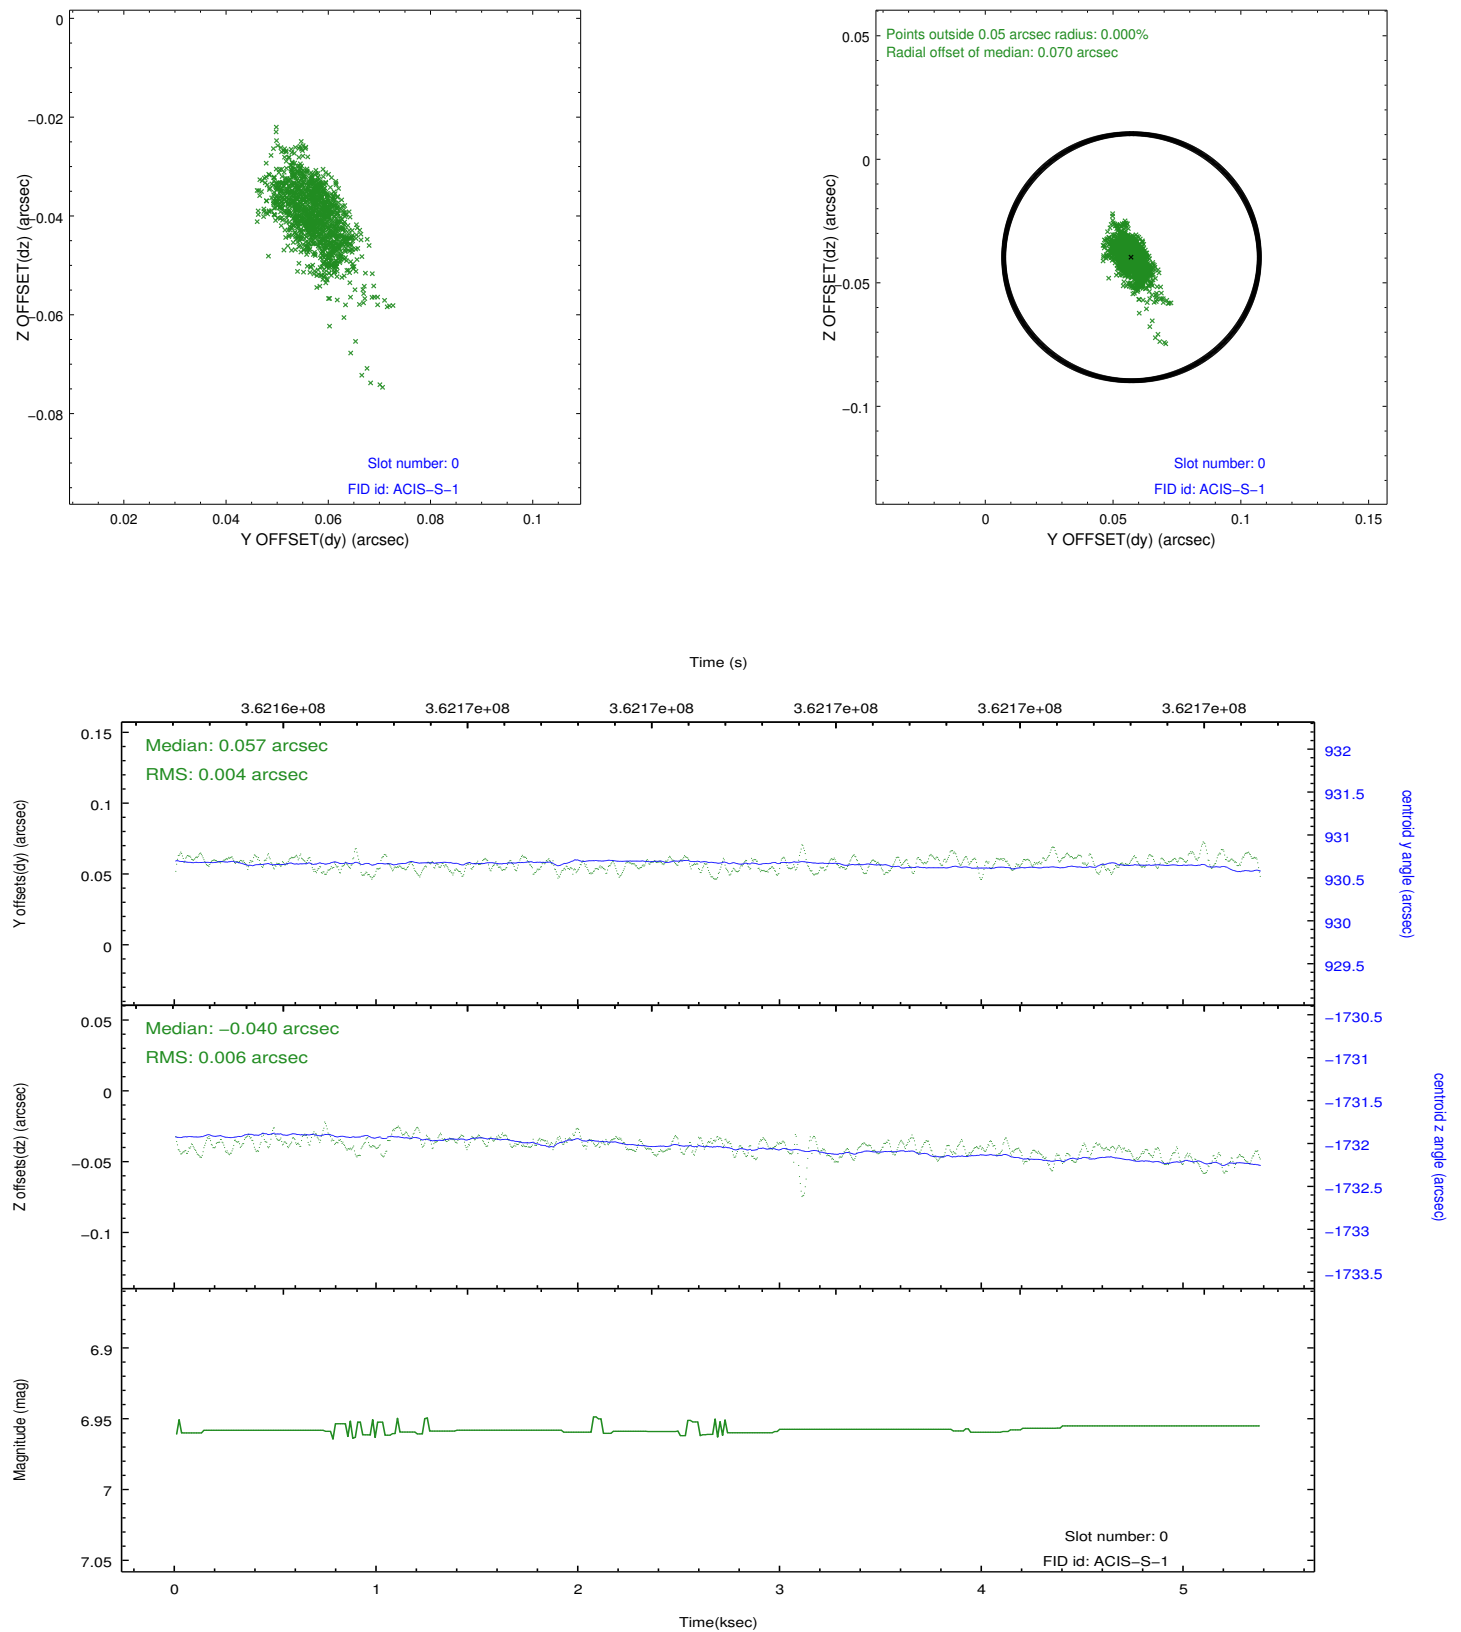 0
−0.02
−0.04
−0.06
−0.08
Z OFFSET(dz) (arcsec)
Slot number: 0
FID id: ACIS−S−1
0.02
0.04
0.06
0.08
0.1
Y OFFSET(dy) (arcsec)
Points outside 0.05 arcsec radius: 0.000%
Radial offset of median: 0.070 arcsec
0.05
0
−0.05
−0.1
Z OFFSET(dz) (arcsec)
Slot number: 0
FID id: ACIS−S−1
0
0.05
0.1
0.15
Y OFFSET(dy) (arcsec)
Time (s)
3.6216e+08
3.6217e+08
3.6217e+08
3.6217e+08
3.6217e+08
3.6217e+08
Median: 0.057 arcsec
RMS: 0.004 arcsec
0.15
0.1
0.05
0
Y offsets(dy) (arcsec)
932
931.5
931
930.5
930
929.5
centroid y angle (arcsec)
Median: −0.040 arcsec
RMS: 0.006 arcsec
0.05
0
−0.05
−0.1
Z offsets(dz) (arcsec)
−1730.5
−1731
−1731.5
−1732
−1732.5
−1733
−1733.5
centroid z angle (arcsec)
6.9
6.95
7
7.05
Magnitude (mag)
Slot number: 0
FID id: ACIS−S−1
0
1
2
3
4
5
Time(ksec)